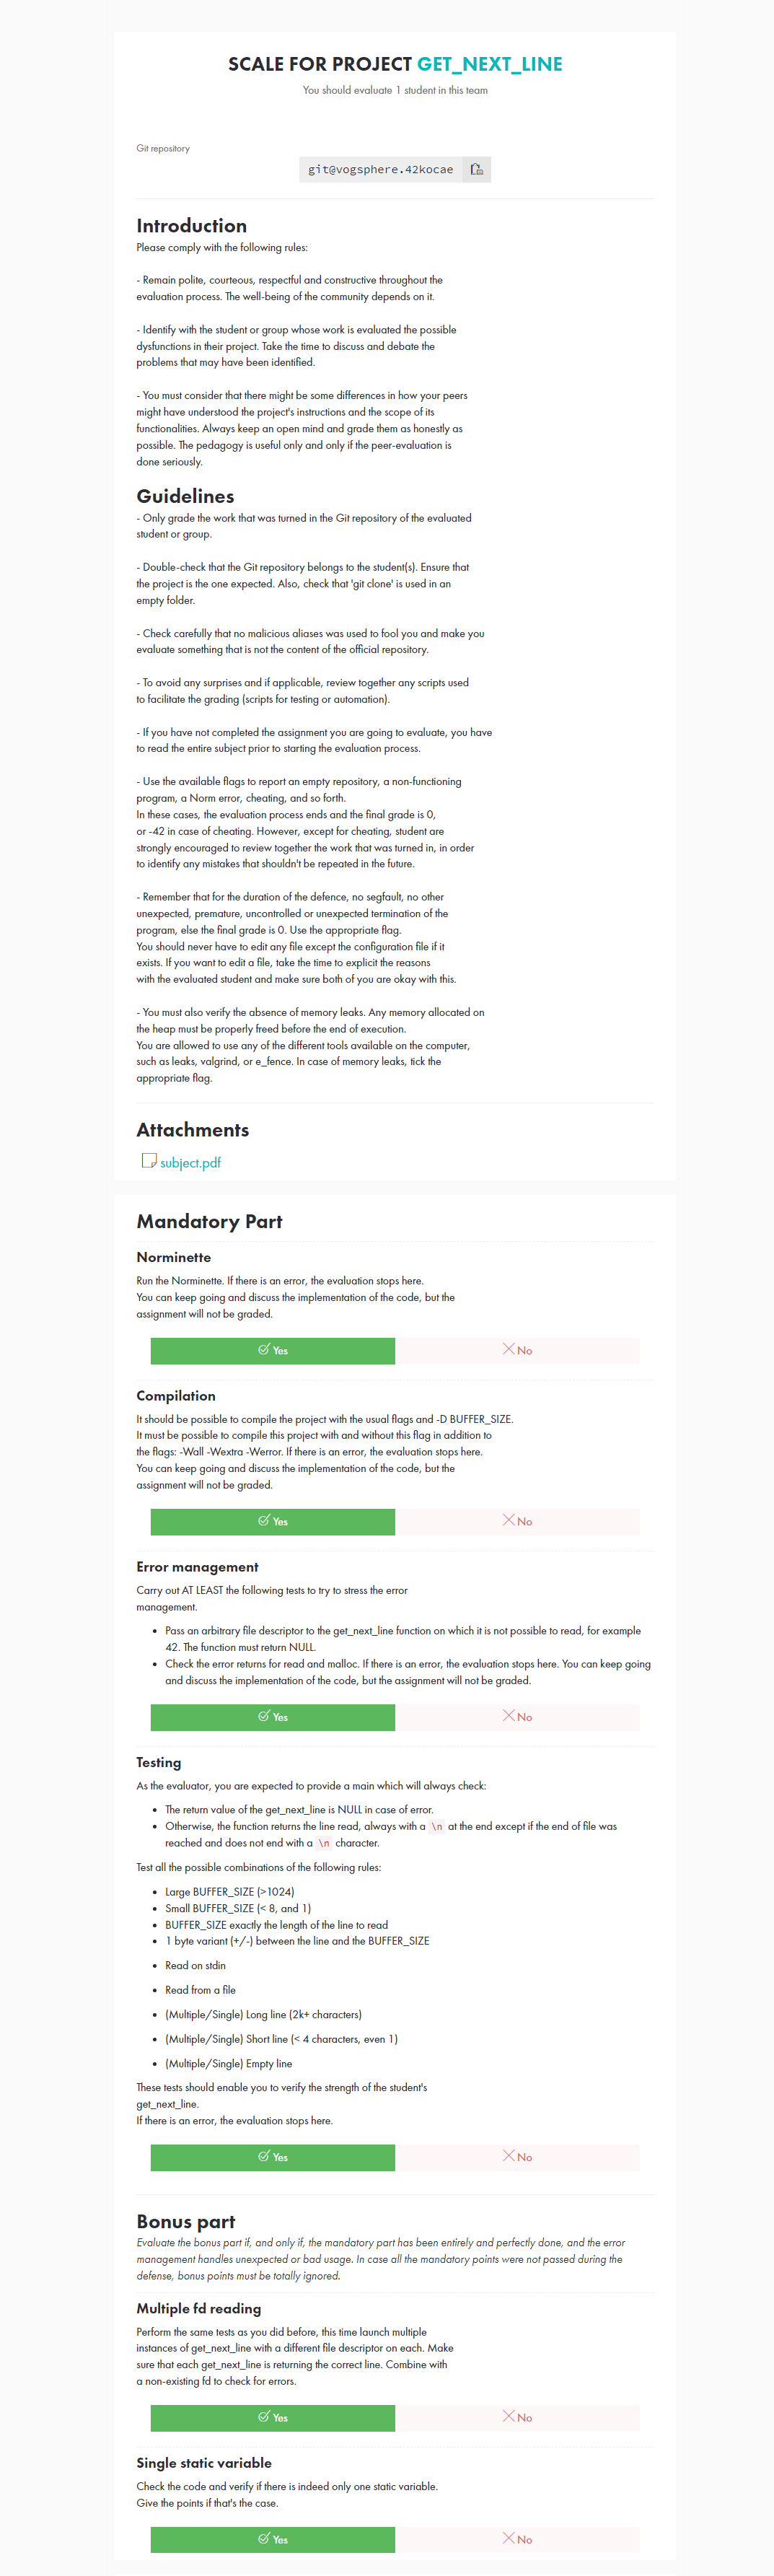 SCALE FOR PROJECT GET_NEXT_LINE
You should evaluate 1 student in this team
Git repository
git@vogsphere.42kocae
Introduction
Please comply with the following rules:
- Remain polite, courteous, respectful and constructive throughout the
evaluation process. The well-being of the community depends on it.
- Identify with the student or group whose work is evaluated the possible
dysfunctions in their project. Take the time to discuss and debate the
problems that may have been identified.
- You must consider that there might be some differences in how your peers
might have understood the project's instructions and the scope of its
functionalities. Always keep an open mind and grade them as honestly as
possible. The pedagogy is useful only and only if the peer-evaluation is
done seriously.
Guidelines
- Only grade the work that was turned in the Git repository of the evaluated
student or group.
- Double-check that the Git repository belongs to the student(s). Ensure that
the project is the one expected. Also, check that 'git clone' is used in an
empty folder.
- Check carefully that no malicious aliases was used to fool you and make you
evaluate something that is not the content of the official repository.
- To avoid any surprises and if applicable, review together any scripts used
to facilitate the grading (scripts for testing or automation).
- If you have not completed the assignment you are going to evaluate, you have
to read the entire subject prior to starting the evaluation process.
- Use the available flags to report an empty repository, a non-functioning
program, a Norm error, cheating, and so forth.
In these cases, the evaluation process ends and the final grade is 0,
or -42 in case of cheating. However, except for cheating, student are
strongly encouraged to review together the work that was turned in, in order
to identify any mistakes that shouldn't be repeated in the future.
- Remember that for the duration of the defence, no segfault, no other
unexpected, premature, uncontrolled or unexpected termination of the
program, else the final grade is 0. Use the appropriate flag.
You should never have to edit any file except the configuration file if it
exists. If you want to edit a file, take the time to explicit the reasons
with the evaluated student and make sure both of you are okay with this.
- You must also verify the absence of memory leaks. Any memory allocated on
the heap must be properly freed before the end of execution.
You are allowed to use any of the different tools available on the computer,
such as leaks, valgrind, or e_fence. In case of memory leaks, tick the
appropriate flag.
Attachments
subject.pdf
Mandatory Part
Norminette
Run the Norminette. If there is an error, the evaluation stops here.
You can keep going and discuss the implementation of the code, but the
assignment will not be graded.
Yes No
Compilation
It should be possible to compile the project with the usual flags and -D BUFFER_SIZE.
It must be possible to compile this project with and without this flag in addition to
the flags: -Wall -Wextra -Werror. If there is an error, the evaluation stops here.
You can keep going and discuss the implementation of the code, but the
assignment will not be graded.
Yes No
Error management
Carry out AT LEAST the following tests to try to stress the error
management.
• Pass an arbitrary file descriptor to the get_next_line function on which it is not possible to read, for example
42. The function must return NULL.
• Check the error returns for read and malloc. If there is an error, the evaluation stops here. You can keep going
and discuss the implementation of the code, but the assignment will not be graded.
Yes No
Testing
As the evaluator, you are expected to provide a main which will always check:
• The return value of the get_next_line is NULL in case of error.
• Otherwise, the function returns the line read, always with a \n at the end except if the end of file was
reached and does not end with a \n character.
Test all the possible combinations of the following rules:
• Large BUFFER_SIZE (>1024)
• Small BUFFER_SIZE (< 8, and 1)
• BUFFER_SIZE exactly the length of the line to read
• 1 byte variant (+/-) between the line and the BUFFER_SIZE
• Read on stdin
• Read from a file
• (Multiple/Single) Long line (2k+ characters)
• (Multiple/Single) Short line (< 4 characters, even 1)
• (Multiple/Single) Empty line
These tests should enable you to verify the strength of the student's
get_next_line.
If there is an error, the evaluation stops here.
Yes No
Bonus part
Evaluate the bonus part if, and only if, the mandatory part has been entirely and perfectly done, and the error
management handles unexpected or bad usage. In case all the mandatory points were not passed during the
defense, bonus points must be totally ignored.
Multiple fd reading
Perform the same tests as you did before, this time launch multiple
instances of get_next_line with a different file descriptor on each. Make
sure that each get_next_line is returning the correct line. Combine with
a non-existing fd to check for errors.
Yes No
Single static variable
Check the code and verify if there is indeed only one static variable.
Give the points if that's the case.
Yes No